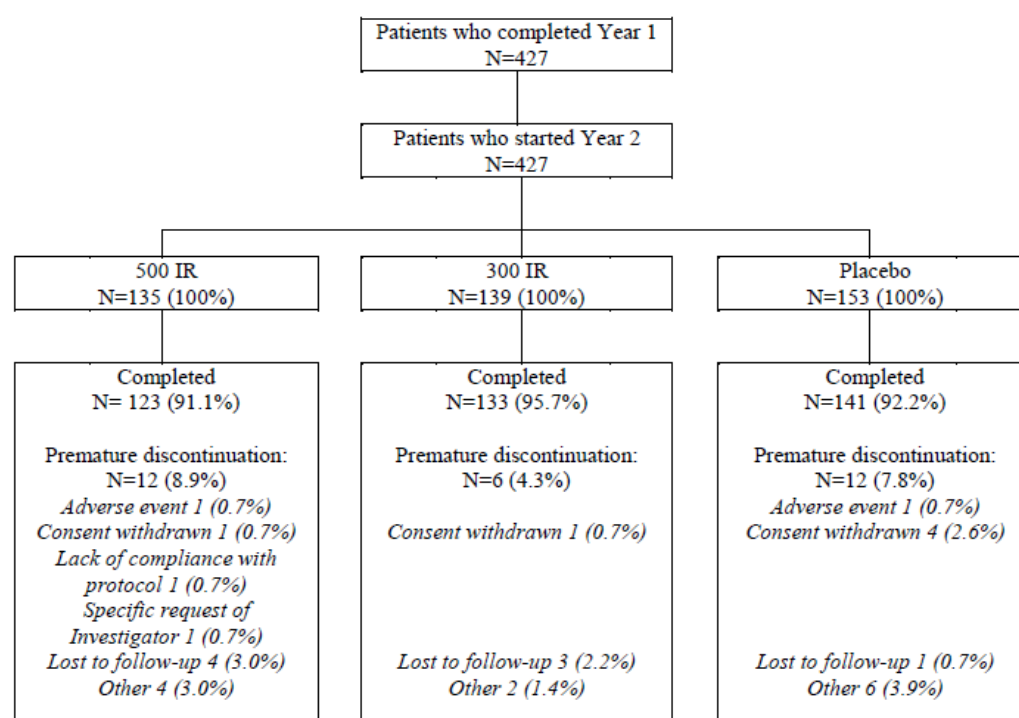 Patients who completed Year 1
N=427
Patients who started Year 2
N=427
500 IR
N=135 (100%)
300 IR
N=139 (100%)
Placebo
N=153 (100%)
Completed
N= 123 (91.1%)
Premature discontinuation:
N=12 (8.9%)
Adverse event 1 (0.7%)
Consent withdrawn 1 (0.7%)
Lack of compliance with
protocol 1 (0.7%)
Specific request of
Investigator 1 (0.7%)
Lost to follow-up 4 (3.0%)
Other 4 (3.0%)
Completed
N=133 (95.7%)
Premature discontinuation:
N=6 (4.3%)
Consent withdrawn 1 (0.7%)
Lost to follow-up 3 (2.2%)
Other 2 (1.4%)
Completed
N=141 (92.2%)
Premature discontinuation:
N=12 (7.8%)
Adverse event 1 (0.7%)
Consent withdrawn 4 (2.6%)
Lost to follow-up 1 (0.7%)
Other 6 (3.9%)